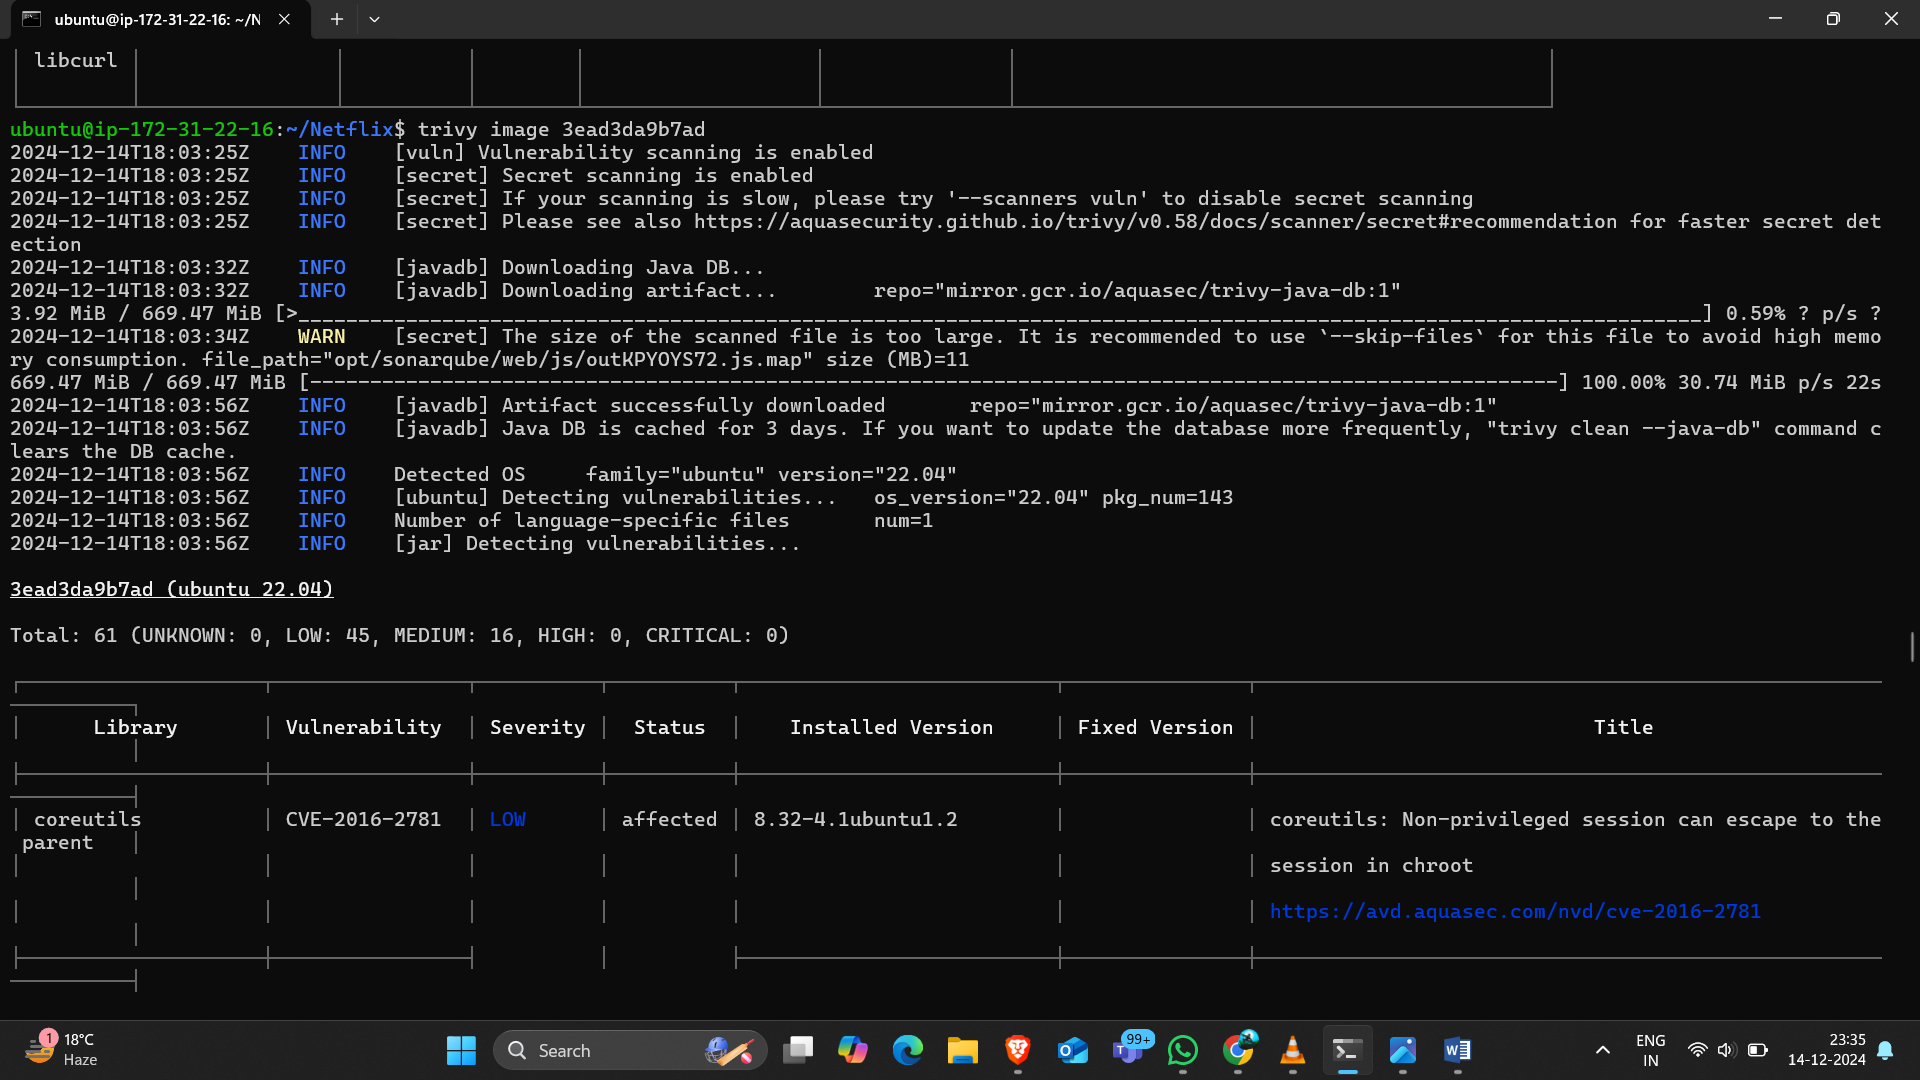 ubuntu@ip-172-31-22-16: ~/N
libcurl
ubuntu@ip-172-31-22-16:~/Netflix$ trivy image 3ead3da9b7ad
2024-12-14T18:03:25Z INFO [vuln] Vulnerability scanning is enabled
2024-12-14T18:03:25Z INFO [secret] Secret scanning is enabled
2024-12-14T18:03:25Z INFO [secret] If your scanning is slow, please try '--scanners vuln' to disable secret scanning
2024-12-14T18:03:25Z INFO [secret] Please see also https://aquasecurity.github.io/trivy/v0.58/docs/scanner/secret#recommendation for faster secret det
ection
2024-12-14T18:03:32Z INFO [javadb] Downloading Java DB...
2024-12-14T18:03:32Z INFO [javadb] Downloading artifact... repo="mirror.gcr.io/aquasec/trivy-java-db:1"
3.92 MiB / 669.47 MiB [>____________________________________________________________________________________________________________________] 0.59% ? p/s ?
2024-12-14T18:03:34Z WARN [secret] The size of the scanned file is too large. It is recommended to use `--skip-files` for this file to avoid high memo
ry consumption. file_path="opt/sonarqube/web/js/outKPYOYS72.js.map" size (MB)=11
669.47 MiB / 669.47 MiB [--------------------------------------------------------------------------------------------------------] 100.00% 30.74 MiB p/s 22s
2024-12-14T18:03:56Z INFO [javadb] Artifact successfully downloaded repo="mirror.gcr.io/aquasec/trivy-java-db:1"
2024-12-14T18:03:56Z INFO [javadb] Java DB is cached for 3 days. If you want to update the database more frequently, "trivy clean --java-db" command c
lears the DB cache.
2024-12-14T18:03:56Z INFO Detected OS family="ubuntu" version="22.04"
2024-12-14T18:03:56Z INFO [ubuntu] Detecting vulnerabilities... os_version="22.04" pkg_num=143
2024-12-14T18:03:56Z INFO Number of language-specific files num=1
2024-12-14T18:03:56Z INFO [jar] Detecting vulnerabilities...
3ead3da9b7ad (ubuntu 22.04)
Total: 61 (UNKNOWN: 0, LOW: 45, MEDIUM: 16, HIGH: 0, CRITICAL: 0)
Library Vulnerability Severity Status Installed Version Fixed Version Title
coreutils CVE-2016-2781 LOW affected 8.32-4.1ubuntu1.2 coreutils: Non-privileged session can escape to the
parent
session in chroot
https://avd.aquasec.com/nvd/cve-2016-2781
1
18°C
Haze
Search
99+
ENG
IN
23:35
14-12-2024